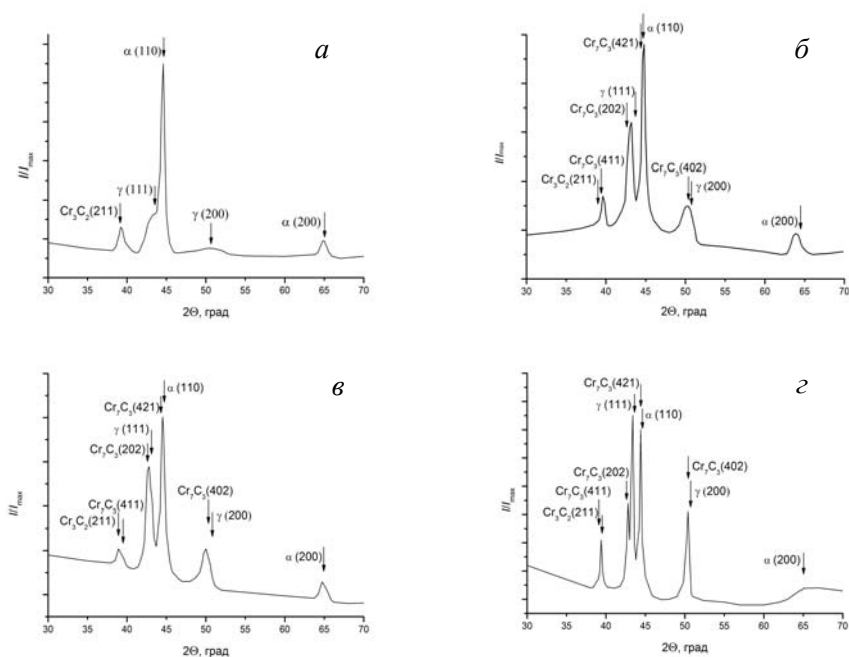 а
α (110)
γ (111)
Cr₃C₂(211)
γ (200)
α (200)
I/Iₘₐₓ
30 35 40 45 50 55 60 65 70
2Θ, град
б
α (110)
Cr₇C₃(421)
γ (111)
Cr₇C₃(202)
Cr₇C₃(411)
Cr₃C₂(211)
Cr₇C₃(402)
γ (200)
α (200)
I/Iₘₐₓ
30 35 40 45 50 55 60 65 70
2Θ, град
в
α (110)
Cr₇C₃(421)
γ (111)
Cr₇C₃(202)
Cr₇C₃(411)
Cr₃C₂(211)
Cr₇C₃(402)
γ (200)
α (200)
I/Iₘₐₓ
30 35 40 45 50 55 60 65 70
2Θ, град
г
Cr₇C₃(421)
γ (111)
α (110)
Cr₇C₃(202)
Cr₇C₃(411)
Cr₃C₂(211)
Cr₇C₃(402)
γ (200)
α (200)
I/Iₘₐₓ
30 35 40 45 50 55 60 65 70
2Θ, град